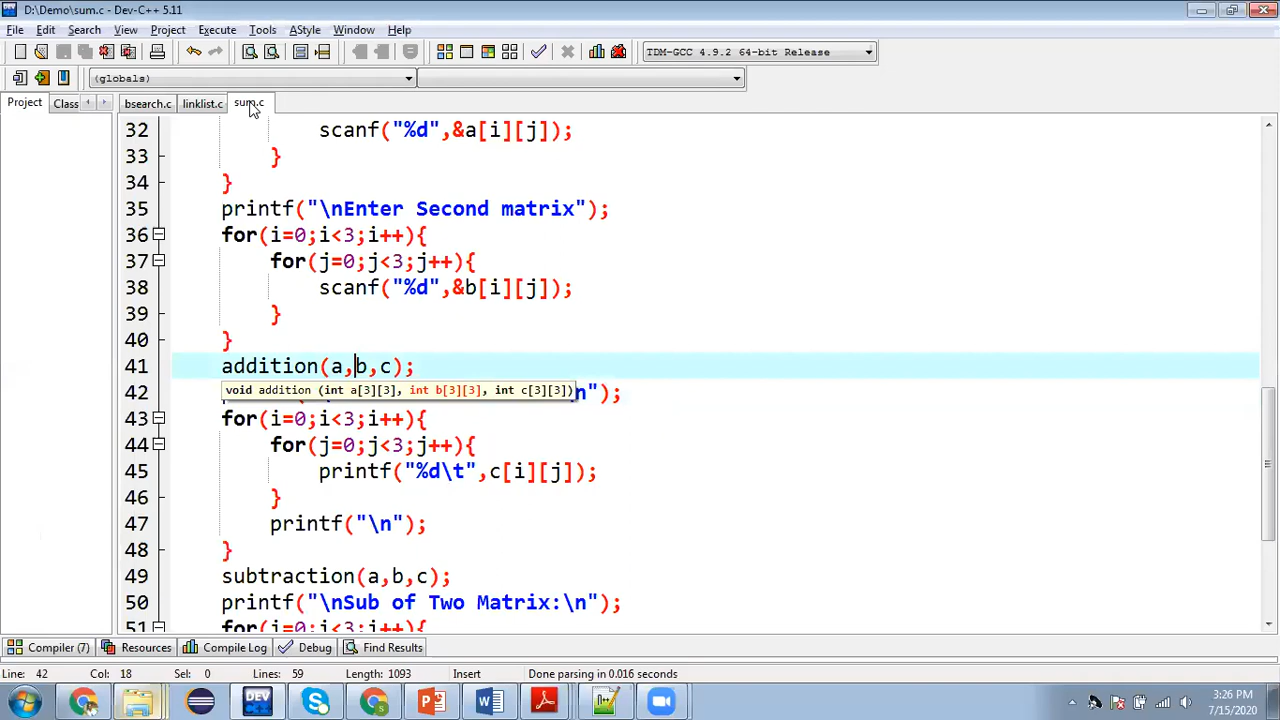 D:\Demo\sum.c - Dev-C++ 5.11
File Edit Search View Project Execute Tools AStyle Window Help
TDM-GCC 4.9.2 64-bit Release
(globals)
Project Class bsearch.c linklist.c sum.c
32 scanf("%d",&a[i][j]);
33 }
34 }
35 printf("\nEnter Second matrix");
36 for(i=0;i<3;i++){
37 for(j=0;j<3;j++){
38 scanf("%d",&b[i][j]);
39 }
40 }
41 addition(a,b,c);
void addition (int a[3][3], int b[3][3], int c[3][3])
42 n");
43 for(i=0;i<3;i++){
44 for(j=0;j<3;j++){
45 printf("%d\t",c[i][j]);
46 }
47 printf("\n");
48 }
49 subtraction(a,b,c);
50 printf("\nSub of Two Matrix:\n");
51 for(i=0;i<3;i++){
Compiler (7) Resources Compile Log Debug Find Results
Line: 42 Col: 18 Sel: 0 Lines: 59 Length: 1093 Insert Done parsing in 0.016 seconds
DEV
3:26 PM
7/15/2020